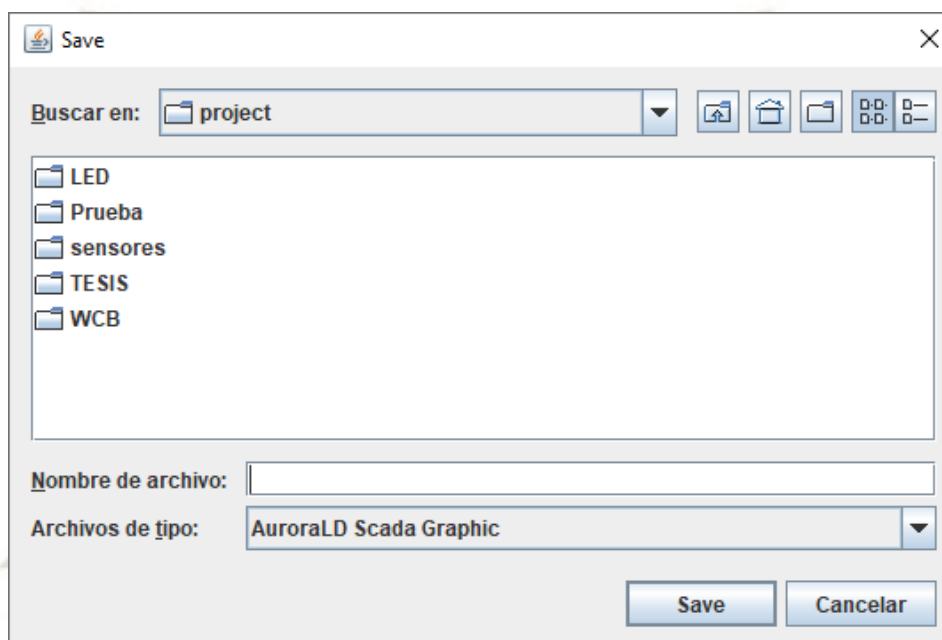 Save
Buscar en: project
LED
Prueba
sensores
TESIS
WCB
Nombre de archivo:
Archivos de tipo: AuroraLD Scada Graphic
Save Cancelar